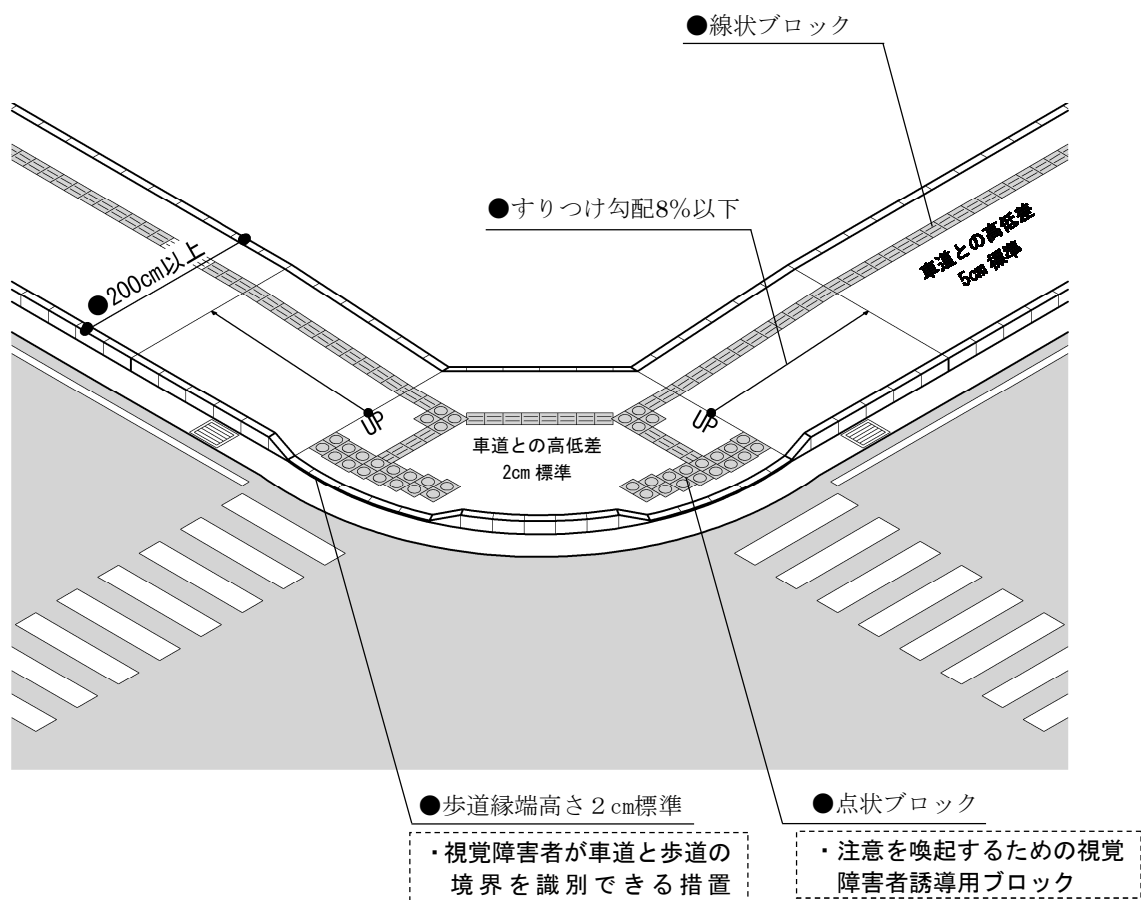 ●線状ブロック
●すりつけ勾配8%以下
車道との高低差
5cm 標準
●200cm以上
UP
UP
車道との高低差
2cm 標準
●歩道縁端高さ２cm標準
・視覚障害者が車道と歩道の
境界を識別できる措置
●点状ブロック
・注意を喚起するための視覚
障害者誘導用ブロック